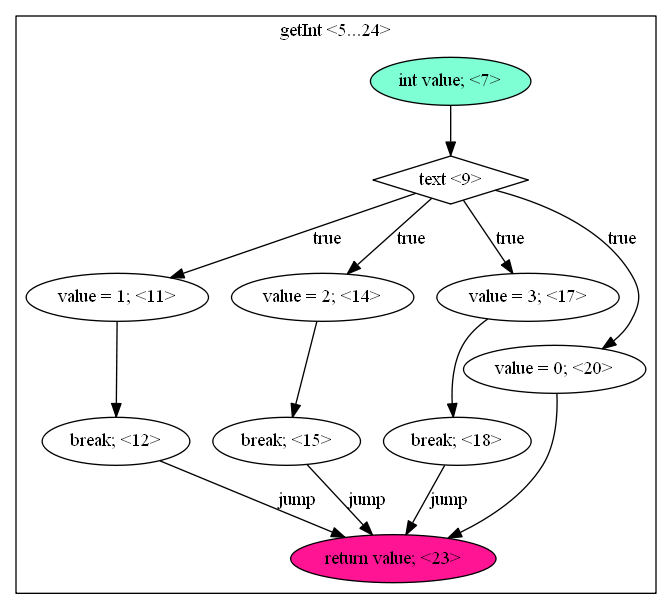 getInt <5...24>
int value; <7>
text <9>
true
true
true
true
value = 1; <11>
value = 2; <14>
value = 3; <17>
value = 0; <20>
break; <12>
break; <15>
break; <18>
jump
jump
jump
return value; <23>